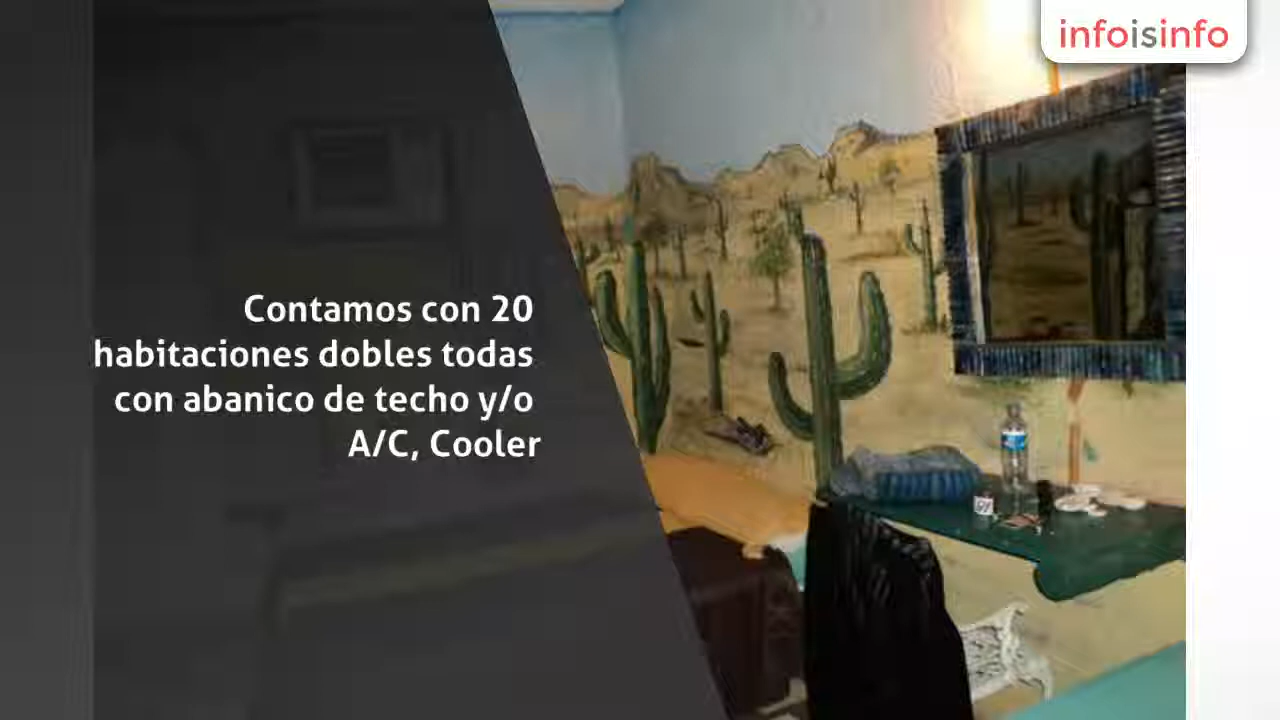 infoisinfo
Contamos con 20
habitaciones dobles todas
con abanico de techo y/o
A/C, Cooler